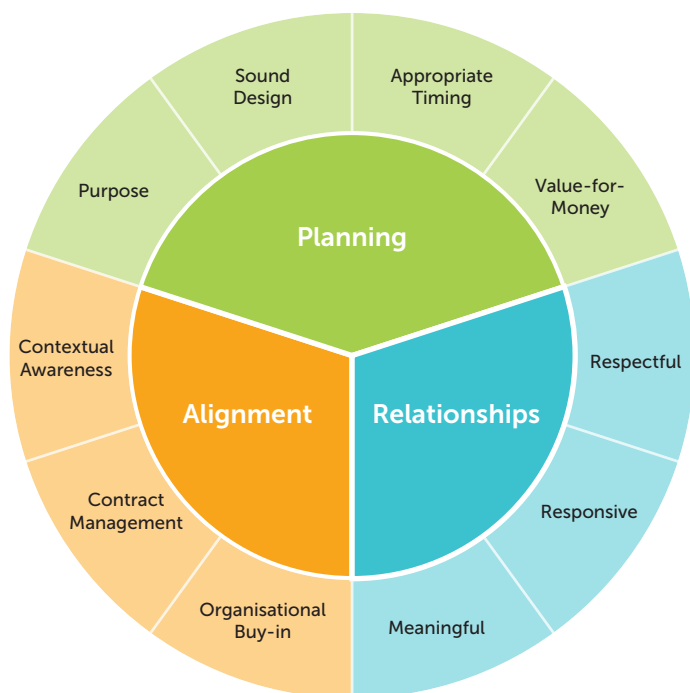 Sound
Design
Appropriate
Timing
Purpose
Value-for-
Money
Planning
Contextual
Awareness
Respectful
Alignment
Relationships
Contract
Management
Responsive
Organisational
Buy-in
Meaningful